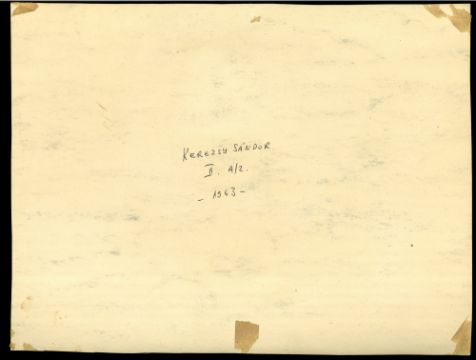 KEREZSI SÁNDOR
II. A/2.
- 1963 -